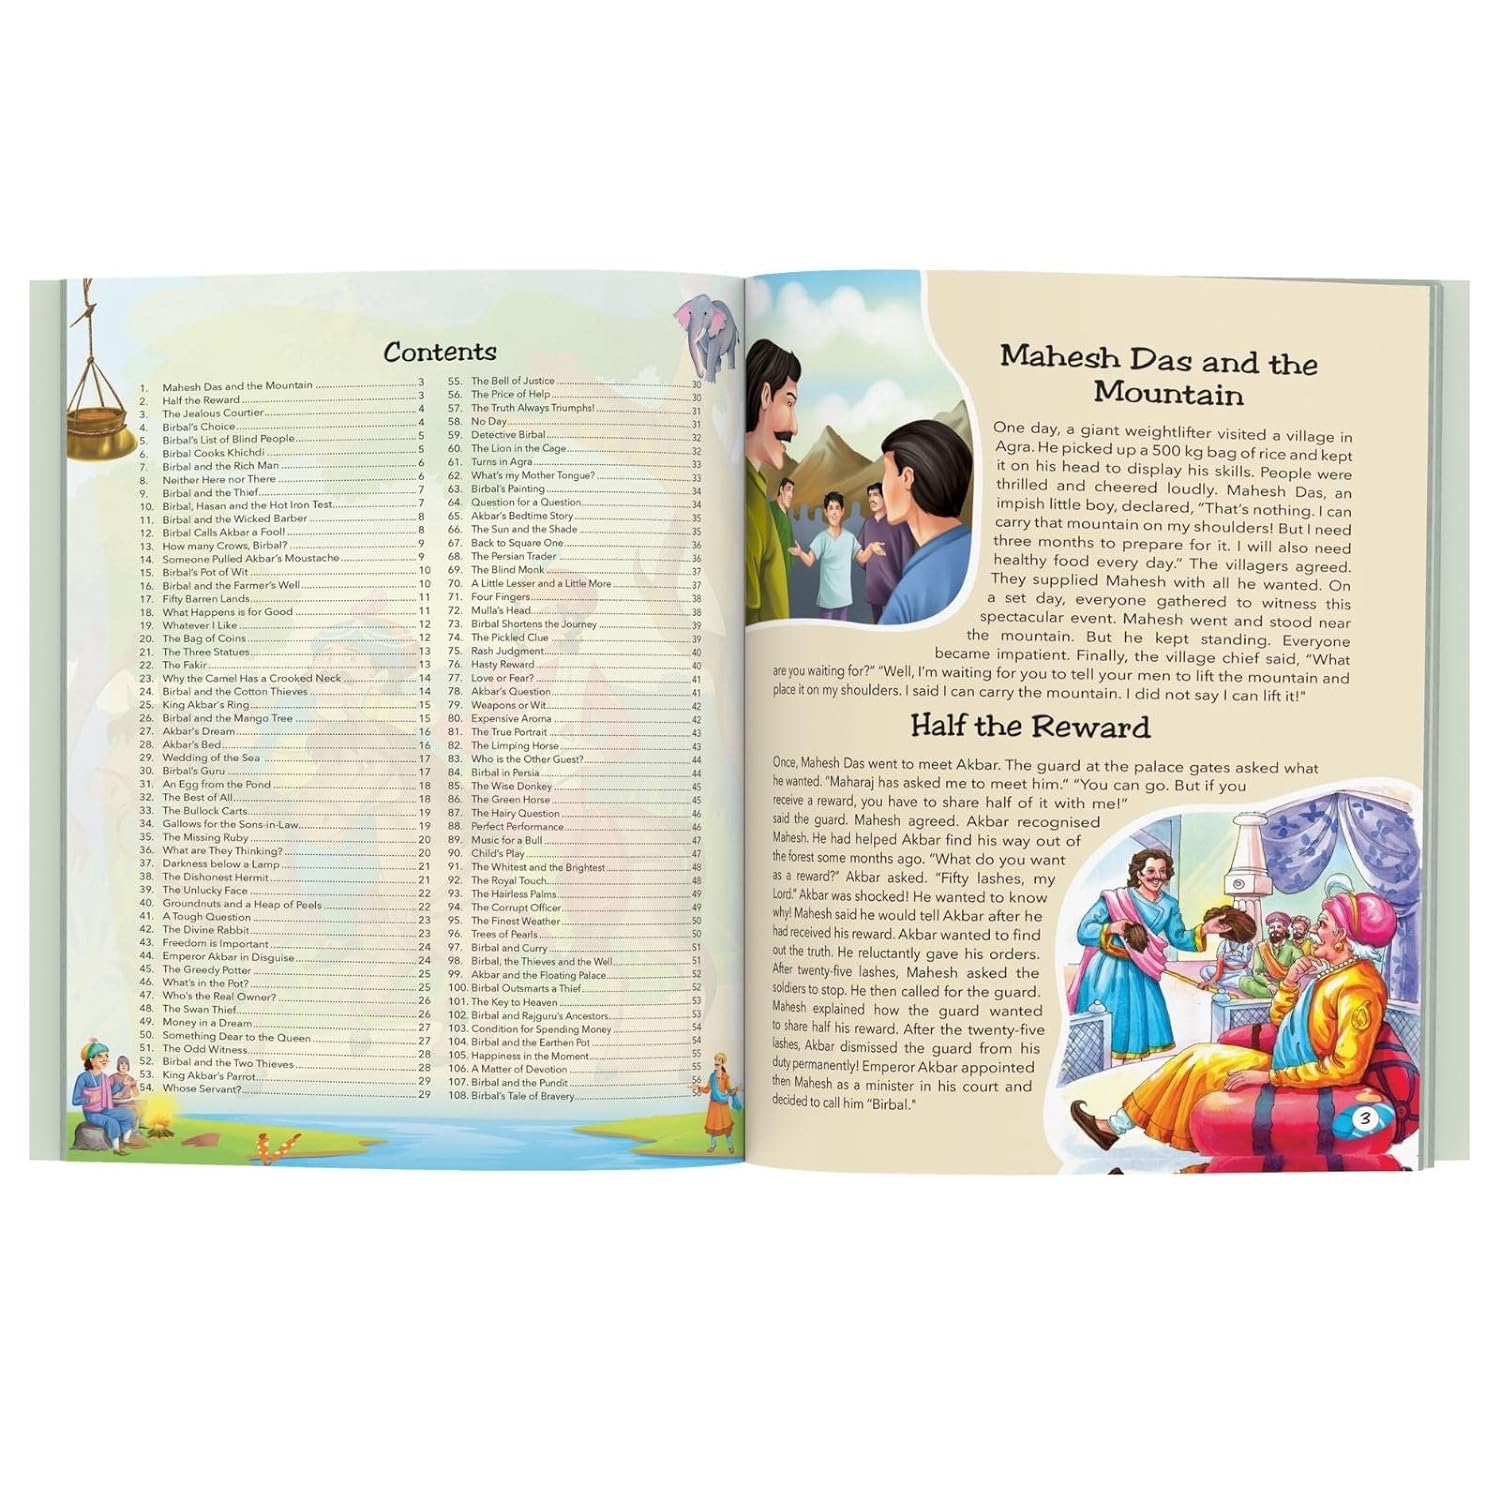 Contents
1. Mahesh Das and the Mountain 3
2. Half the Reward 3
3. The Jealous Courtier 4
4. Birbal's Choice 4
5. Birbal's List of Blind People 5
6. Birbal Cooks Khichdi 5
7. Birbal and the Rich Man 6
8. Neither Here nor There 6
9. Birbal and the Thief 7
10. Birbal, Hasan and the Hot Iron Test 7
11. Birbal and the Wicked Barber 8
12. Birbal Calls Akbar a Fool! 8
13. How many Crows, Birbal? 9
14. Someone Pulled Akbar's Moustache 9
15. Birbal's Pot of Wit 10
16. Birbal and the Farmer's Well 10
17. Fifty Barren Lands 11
18. What Happens is for Good 11
19. Whatever I Like 12
20. The Bag of Coins 12
21. The Three Statues 13
22. The Fakir 13
23. Why the Camel Has a Crooked Neck 14
24. Birbal and the Cotton Thieves 14
25. King Akbar's Ring 15
26. Birbal and the Mango Tree 15
27. Akbar's Dream 16
28. Akbar's Bed 16
29. Wedding of the Sea 17
30. Birbal's Guru 17
31. An Egg from the Pond 18
32. The Best of All 18
33. The Bullock Carts 19
34. Gallows for the Sons-in-Law 19
35. The Missing Ruby 20
36. What are They Thinking? 20
37. Darkness below a Lamp 21
38. The Dishonest Hermit 21
39. The Unlucky Face 22
40. Groundnuts and a Heap of Peels 22
41. A Tough Question 23
42. The Divine Rabbit 23
43. Freedom is Important 24
44. Emperor Akbar in Disguise 24
45. The Greedy Potter 25
46. What's in the Pot? 25
47. Who's the Real Owner? 26
48. The Swan Thief 26
49. Money in a Dream 27
50. Something Dear to the Queen 27
51. The Odd Witness 28
52. Birbal and the Two Thieves 28
53. King Akbar's Parrot 29
54. Whose Servant? 29
55. The Bell of Justice 30
56. The Price of Help 30
57. The Truth Always Triumphs! 31
58. No Day 31
59. Detective Birbal 32
60. The Lion in the Cage 32
61. Turns in Agra 33
62. What's my Mother Tongue? 33
63. Birbal's Painting 34
64. Question for a Question 34
65. Akbar's Bedtime Story 35
66. The Sun and the Shade 35
67. Back to Square One 36
68. The Persian Trader 36
69. The Blind Monk 37
70. A Little Lesser and a Little More 37
71. Four Fingers 38
72. Mulla's Head 38
73. Birbal Shortens the Journey 39
74. The Pickled Clue 39
75. Rash Judgment 40
76. Hasty Reward 40
77. Love or Fear? 41
78. Akbar's Question 41
79. Weapons or Wit 42
80. Expensive Aroma 42
81. The True Portrait 43
82. The Limping Horse 43
83. Who is the Other Guest? 44
84. Birbal in Persia 44
85. The Wise Donkey 45
86. The Green Horse 45
87. The Hairy Question 46
88. Perfect Performance 46
89. Music for a Bull 47
90. Child's Play 47
91. The Whitest and the Brightest 48
92. The Royal Touch 48
93. The Hairless Palms 49
94. The Corrupt Officer 49
95. The Finest Weather 50
96. Trees of Pearls 50
97. Birbal and Curry 51
98. Birbal, the Thieves and the Well 51
99. Akbar and the Floating Palace 52
100. Birbal Outsmarts a Thief 52
101. The Key to Heaven 53
102. Birbal and Rajguru's Ancestors 53
103. Condition for Spending Money 54
104. Birbal and the Earthen Pot 54
105. Happiness in the Moment 55
106. A Matter of Devotion 55
107. Birbal and the Pundit 56
108. Birbal's Tale of Bravery 56
Mahesh Das and the
Mountain
One day, a giant weightlifter visited a village in
Agra. He picked up a 500 kg bag of rice and kept
it on his head to display his skills. People were
thrilled and cheered loudly. Mahesh Das, an
impish little boy, declared, "That's nothing. I can
carry that mountain on my shoulders! But I need
three months to prepare for it. I will also need
healthy food every day." The villagers agreed.
They supplied Mahesh with all he wanted. On
a set day, everyone gathered to witness this
spectacular event. Mahesh went and stood near
the mountain. But he kept standing. Everyone
became impatient. Finally, the village chief said, "What
are you waiting for?" "Well, I'm waiting for you to tell your men to lift the mountain and
place it on my shoulders. I said I can carry the mountain. I did not say I can lift it!"
Half the Reward
Once, Mahesh Das went to meet Akbar. The guard at the palace gates asked what
he wanted. "Maharaj has asked me to meet him." "You can go. But if you
receive a reward, you have to share half of it with me!"
said the guard. Mahesh agreed. Akbar recognised
Mahesh. He had helped Akbar find his way out of
the forest some months ago. "What do you want
as a reward?" Akbar asked. "Fifty lashes, my
Lord." Akbar was shocked! He wanted to know
why! Mahesh said he would tell Akbar after he
had received his reward. Akbar wanted to find
out the truth. He reluctantly gave his orders.
After twenty-five lashes, Mahesh asked the
soldiers to stop. He then called for the guard.
Mahesh explained how the guard wanted
to share half his reward. After the twenty-five
lashes, Akbar dismissed the guard from his
duty permanently! Emperor Akbar appointed
then Mahesh as a minister in his court and
decided to call him "Birbal."
3